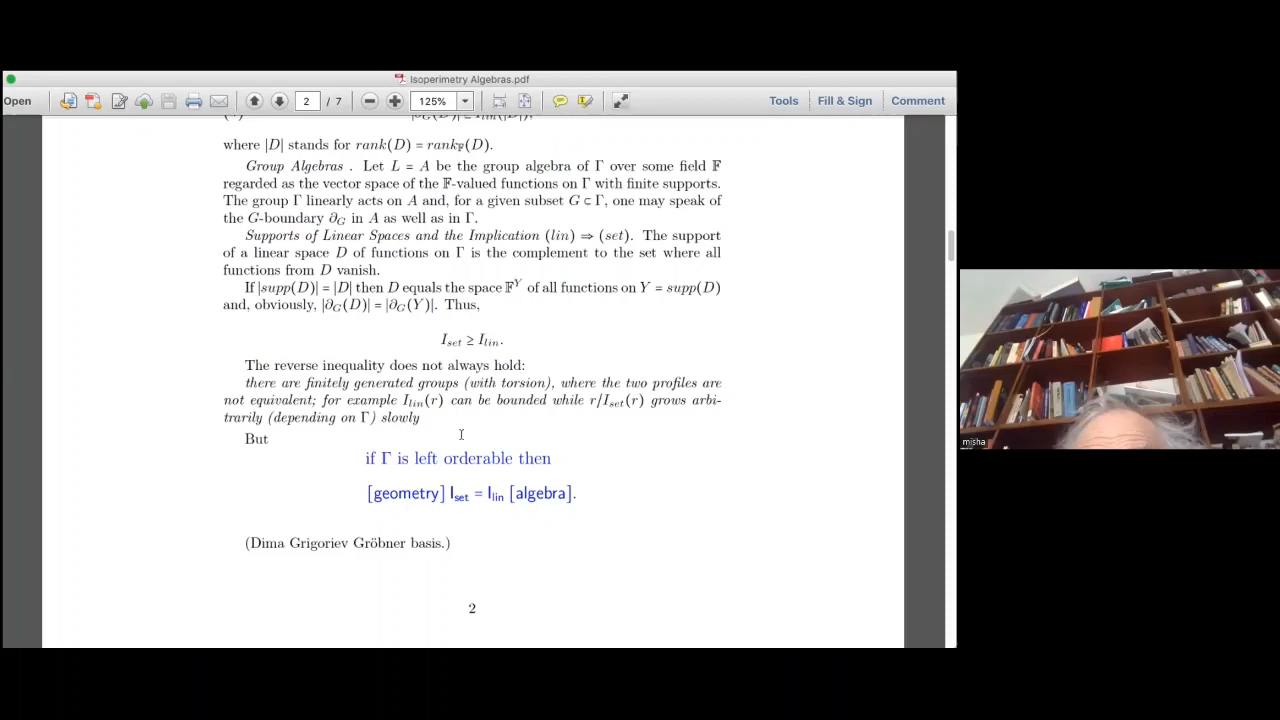 Isoperimetry Algebras.pdf
Open
2 / 7
125%
Tools
Fill & Sign
Comment
where |D| stands for rank(D) = rank_𝔽(D).
Group Algebras . Let L = A be the group algebra of Γ over some field 𝔽
regarded as the vector space of the 𝔽-valued functions on Γ with finite supports.
The group Γ linearly acts on A and, for a given subset G ⊂ Γ, one may speak of
the G-boundary ∂_G in A as well as in Γ.
Supports of Linear Spaces and the Implication (lin) ⇒ (set). The support
of a linear space D of functions on Γ is the complement to the set where all
functions from D vanish.
If |supp(D)| = |D| then D equals the space 𝔽^Y of all functions on Y = supp(D)
and, obviously, |∂_G(D)| = |∂_G(Y)|. Thus,
I_set ≥ I_lin.
The reverse inequality does not always hold:
there are finitely generated groups (with torsion), where the two profiles are
not equivalent; for example I_lin(r) can be bounded while r/I_set(r) grows arbi-
trarily (depending on Γ) slowly
But
if Γ is left orderable then
[geometry] I_set = I_lin [algebra].
(Dima Grigoriev Gröbner basis.)
2
misha